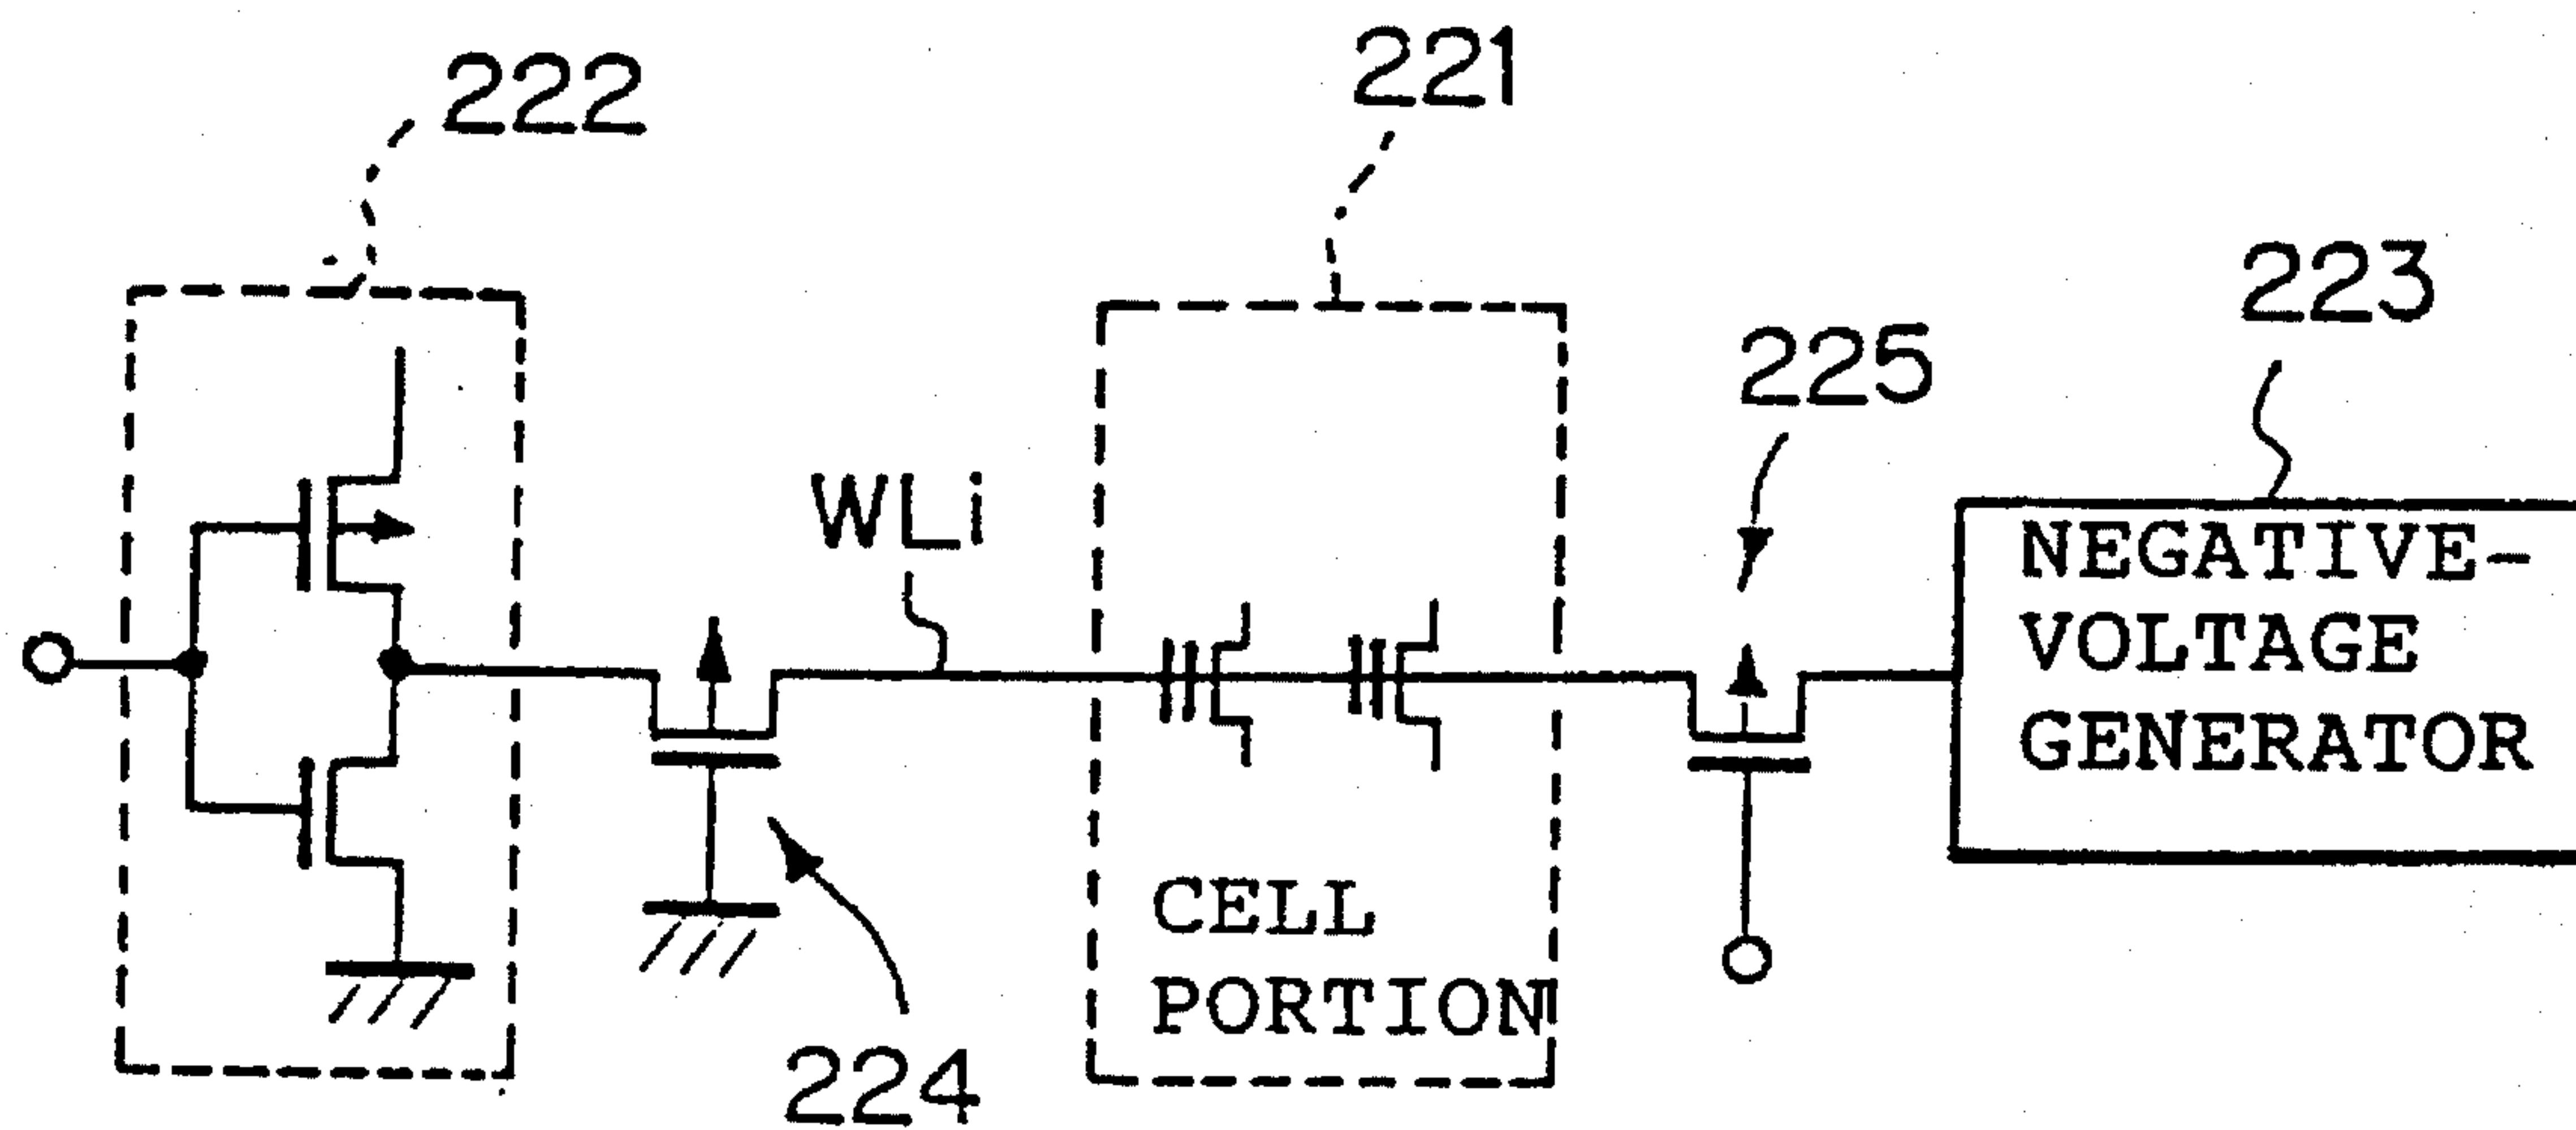 222
221
223
225
WLi
NEGATIVE-
VOLTAGE
GENERATOR
CELL
PORTION
224